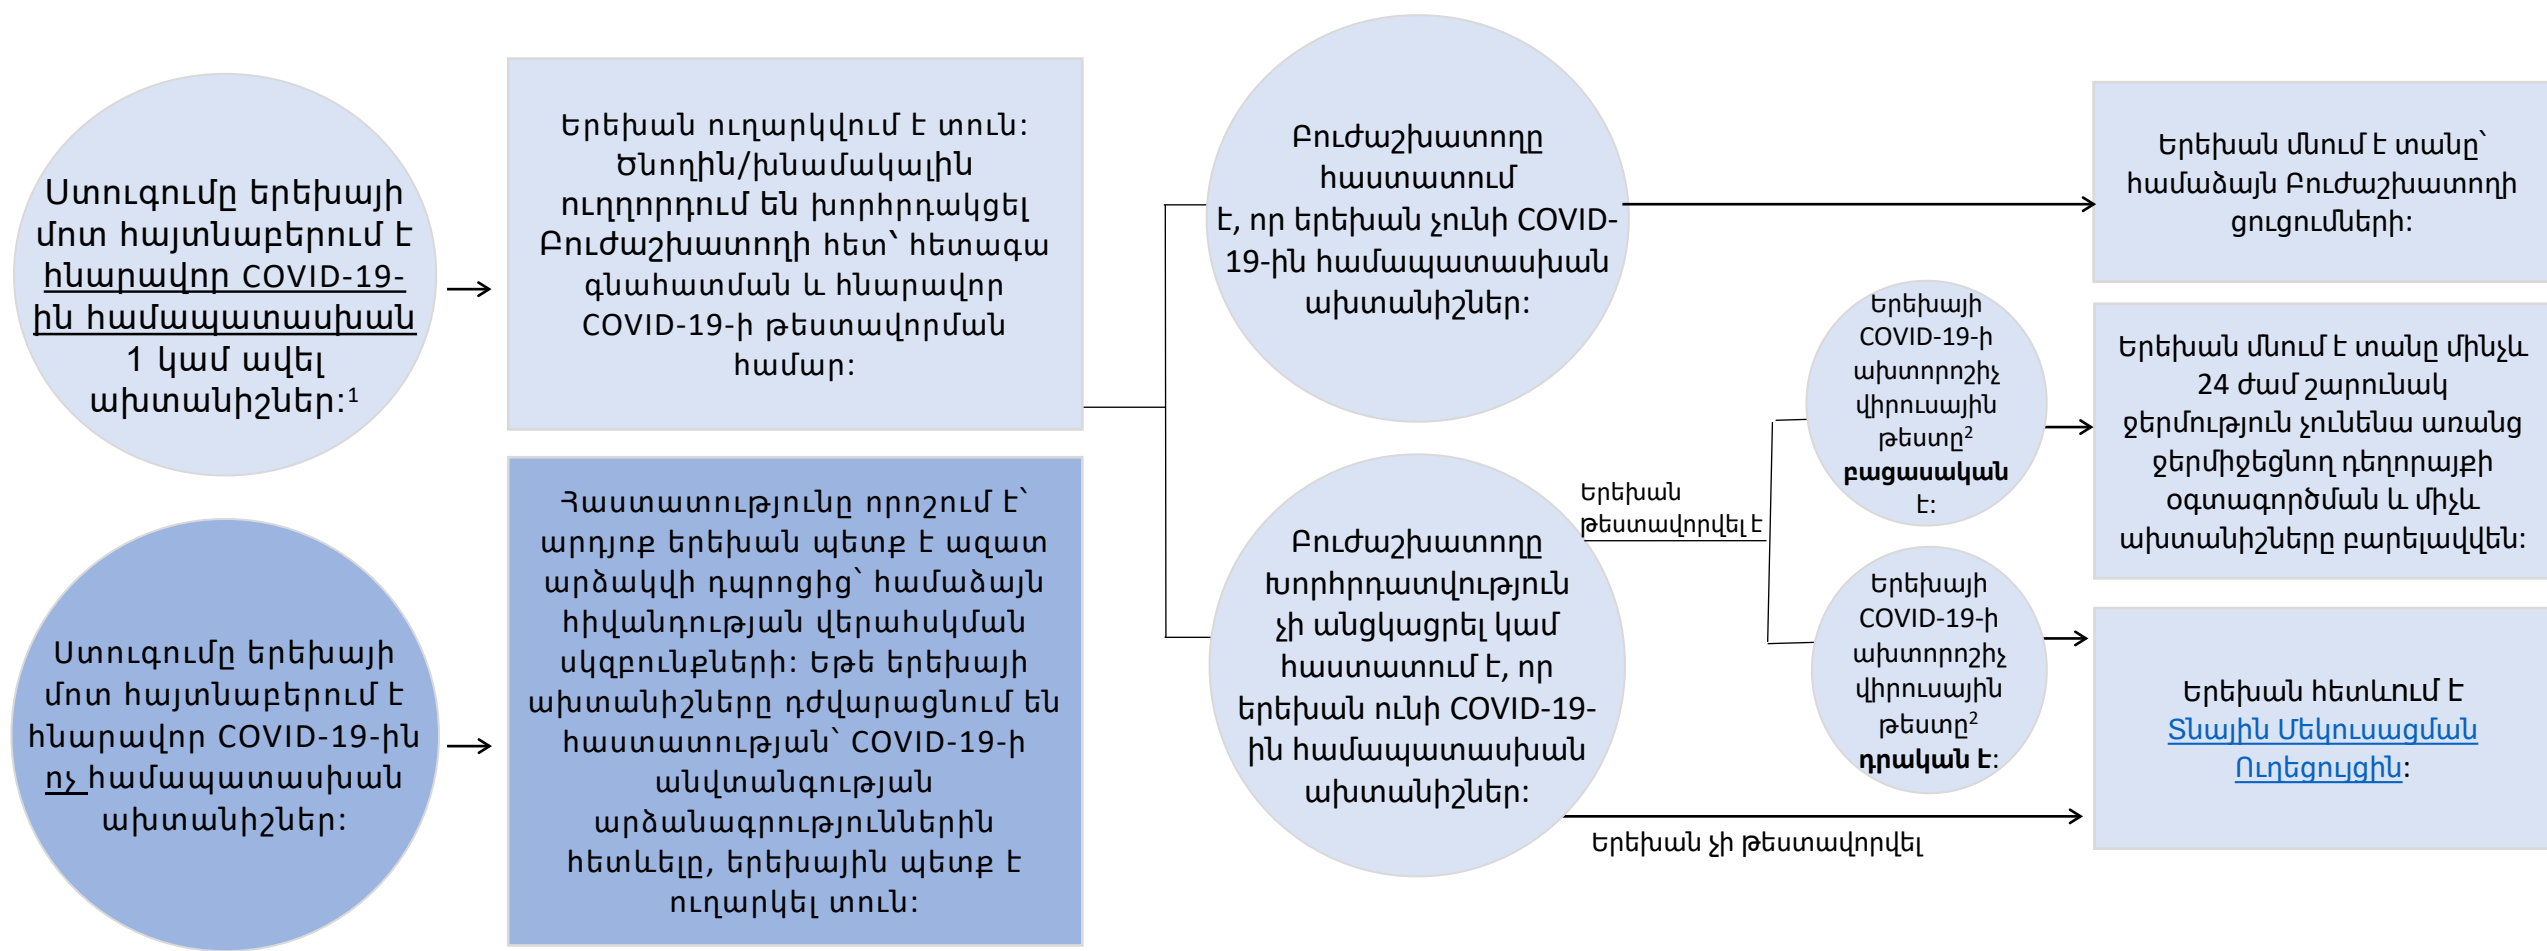 Ստուգումը երեխայի
մոտ հայտնաբերում է
հնարավոր COVID-19-
ին համապատասխան
1 կամ ավել
ախտանիշներ:¹
Երեխան ուղարկվում է տուն:
Ծնողին/խնամակալին
ուղղորդում են խորհրդակցել
Բուժաշխատողի հետ՝ հետագա
գնահատման և հնարավոր
COVID-19-ի թեստավորման
համար:
Բուժաշխատողը
հաստատում
է, որ երեխան չունի COVID-
19-ին համապատասխան
ախտանիշներ:
Երեխան մնում է տանը՝
համաձայն Բուժաշխատողի
ցուցումների:
Ստուգումը երեխայի
մոտ հայտնաբերում է
հնարավոր COVID-19-ին
ոչ համապատասխան
ախտանիշներ:
Հաստատությունը որոշում է՝
արդյոք երեխան պետք է ազատ
արձակվի դպրոցից՝ համաձայն
հիվանդության վերահսկման
սկզբունքների: Եթե երեխայի
ախտանիշները դժվարացնում են
հաստատության՝ COVID-19-ի
անվտանգության
արձանագրություններին
հետևելը, երեխային պետք է
ուղարկել տուն:
Բուժաշխատողը
Խորհրդատվություն
չի անցկացրել կամ
հաստատում է, որ
երեխան ունի COVID-19-
ին համապատասխան
ախտանիշներ:
Երեխան
թեստավորվել է
Երեխայի
COVID-19-ի
ախտորոշիչ
վիրուսային
թեստը²
բացասական
է:
Երեխան մնում է տանը մինչև
24 ժամ շարունակ
ջերմություն չունենա առանց
ջերմիջեցնող դեղորայքի
օգտագործման և միչև
ախտանիշները բարելավվեն:
Երեխայի
COVID-19-ի
ախտորոշիչ
վիրուսային
թեստը²
դրական է:
Երեխան չի թեստավորվել
Երեխան հետևում է
Տնային Մեկուսացման
Ուղեցույցին: